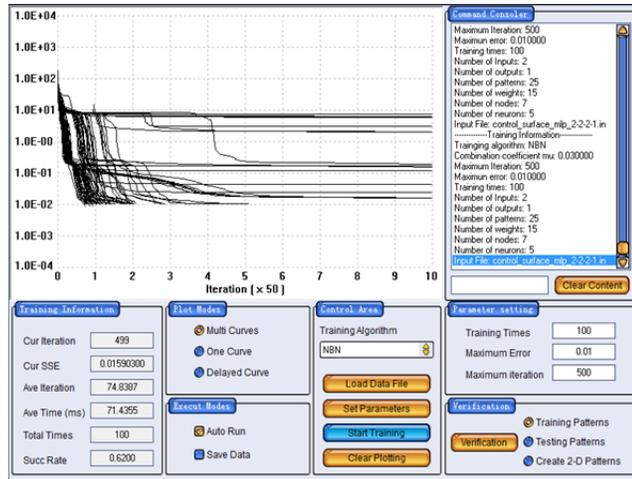 1.0E+04
1.0E+03
1.0E+02
1.0E+01
1.0E-00
1.0E-01
1.0E-02
1.0E-03
1.0E-04
0 1 2 3 4 5 6 7 8 9 10
Iteration ( × 50 )
Command Consoler
Maximum Iteration: 500
Maximun error: 0.010000
Training times: 100
Number of Inputs: 2
Number of outputs: 1
Number of patterns: 25
Number of weights: 15
Number of nodes: 7
Number of neurons: 5
Input File: control_surface_mlp_2-2-2-1.in
--------------Training Information--------------
Trainging algorithm: NBN
Combination coefficient mu: 0.030000
Maximum Iteration: 500
Maximum error: 0.010000
Training times: 100
Number of Inputs: 2
Number of outputs: 1
Number of patterns: 25
Number of weights: 15
Number of nodes: 7
Number of neurons: 5
Input File: control_surface_mlp_2-2-2-1.in
Clear Content
Training Information
Cur Iteration 499
Cur SSE 0.01590300
Ave Iteration 74.8387
Ave Time (ms) 71.4355
Total Times 100
Succ Rate 0.6200
Plot Modes
Multi Curves
One Curve
Delayed Curve
Execut Modes
Auto Run
Save Data
Control Area
Training Algorithm
NBN
Load Data File
Set Parameters
Start Training
Clear Plotting
Parameter setting
Training Times 100
Maximum Error 0.01
Maximum iteration 500
Verification
Verification
Training Patterns
Testing Patterns
Create 2-D Patterns